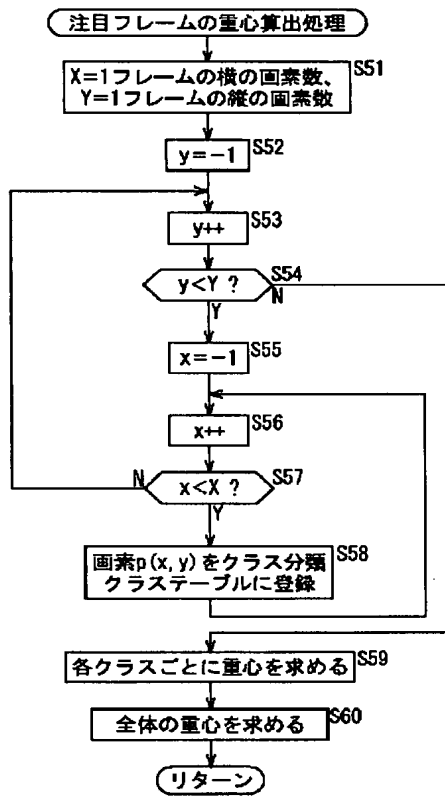 注目フレームの重心算出処理
X=1フレームの横の画素数、
Y=1フレームの縦の画素数
S51
y=-1
S52
y++
S53
y<Y ?
S54
N
Y
x=-1
S55
x++
S56
N
x<X ?
S57
Y
画素p(x,y)をクラス分類
クラステーブルに登録
S58
各クラスごとに重心を求める
S59
全体の重心を求める
S60
リターン